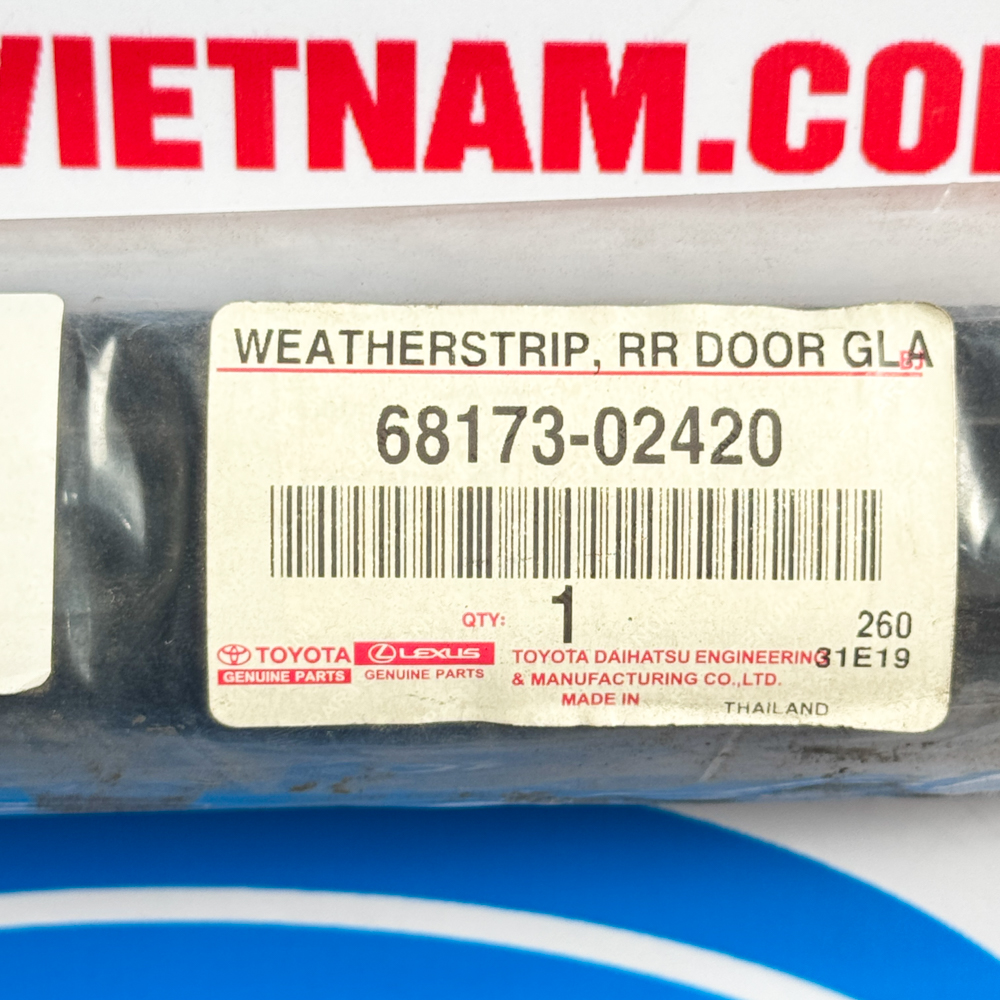 VIETNAM.CO
WEATHERSTRIP, RR DOOR GLA
BJ
68173-02420
QTY: 1
260
TOYOTA LEXUS TOYOTA DAIHATSU ENGINEERING 31E19
GENUINE PARTS GENUINE PARTS & MANUFACTURING CO.,LTD.
MADE IN THAILAND